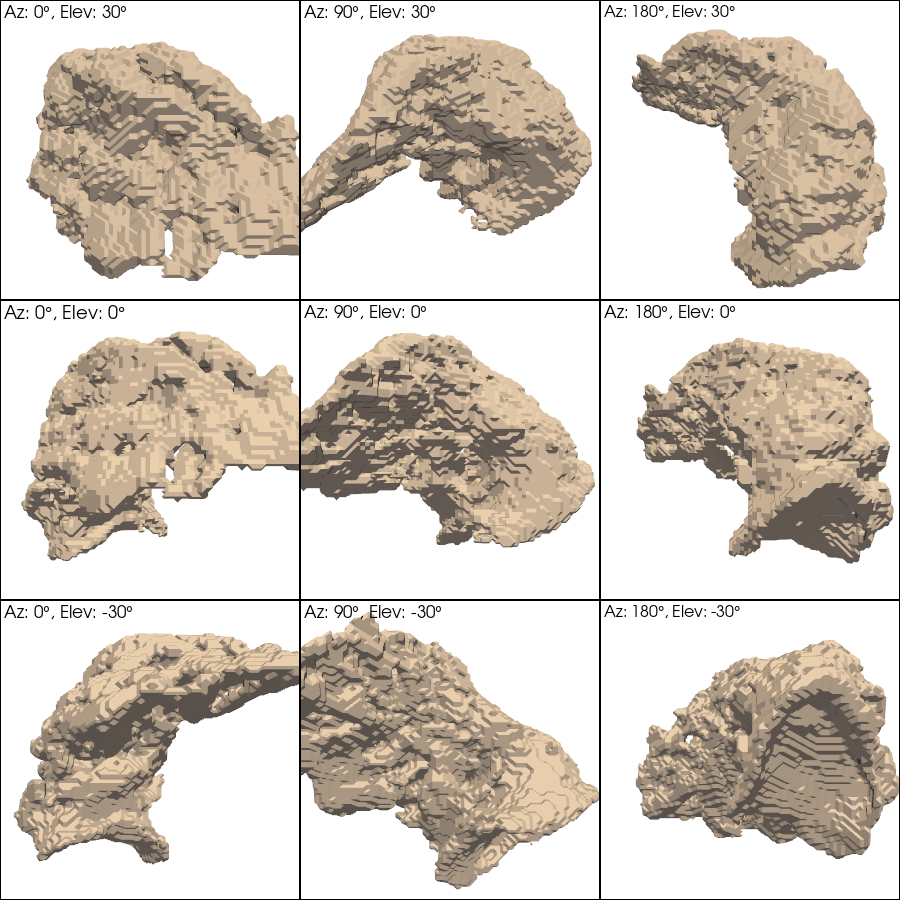 Az: 0°, Elev: 30°
Az: 90°, Elev: 30°
Az: 180°, Elev: 30°
Az: 0°, Elev: 0°
Az: 90°, Elev: 0°
Az: 180°, Elev: 0°
Az: 0°, Elev: -30°
Az: 90°, Elev: -30°
Az: 180°, Elev: -30°